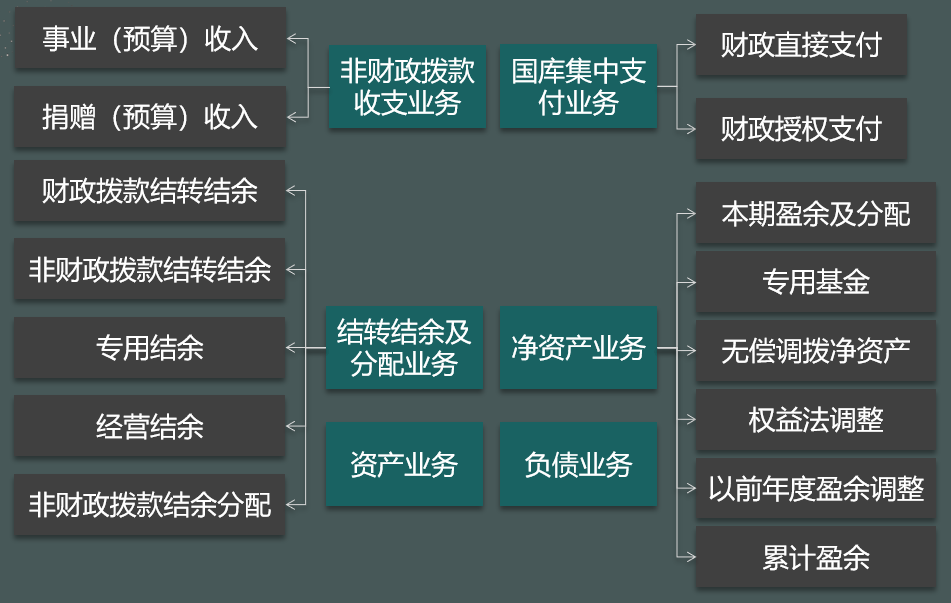 事业（预算）收入
捐赠（预算）收入
非财政拨款
收支业务
国库集中支
付业务
财政直接支付
财政授权支付
财政拨款结转结余
非财政拨款结转结余
专用结余
经营结余
非财政拨款结余分配
结转结余及
分配业务
净资产业务
资产业务
负债业务
本期盈余及分配
专用基金
无偿调拨净资产
权益法调整
以前年度盈余调整
累计盈余